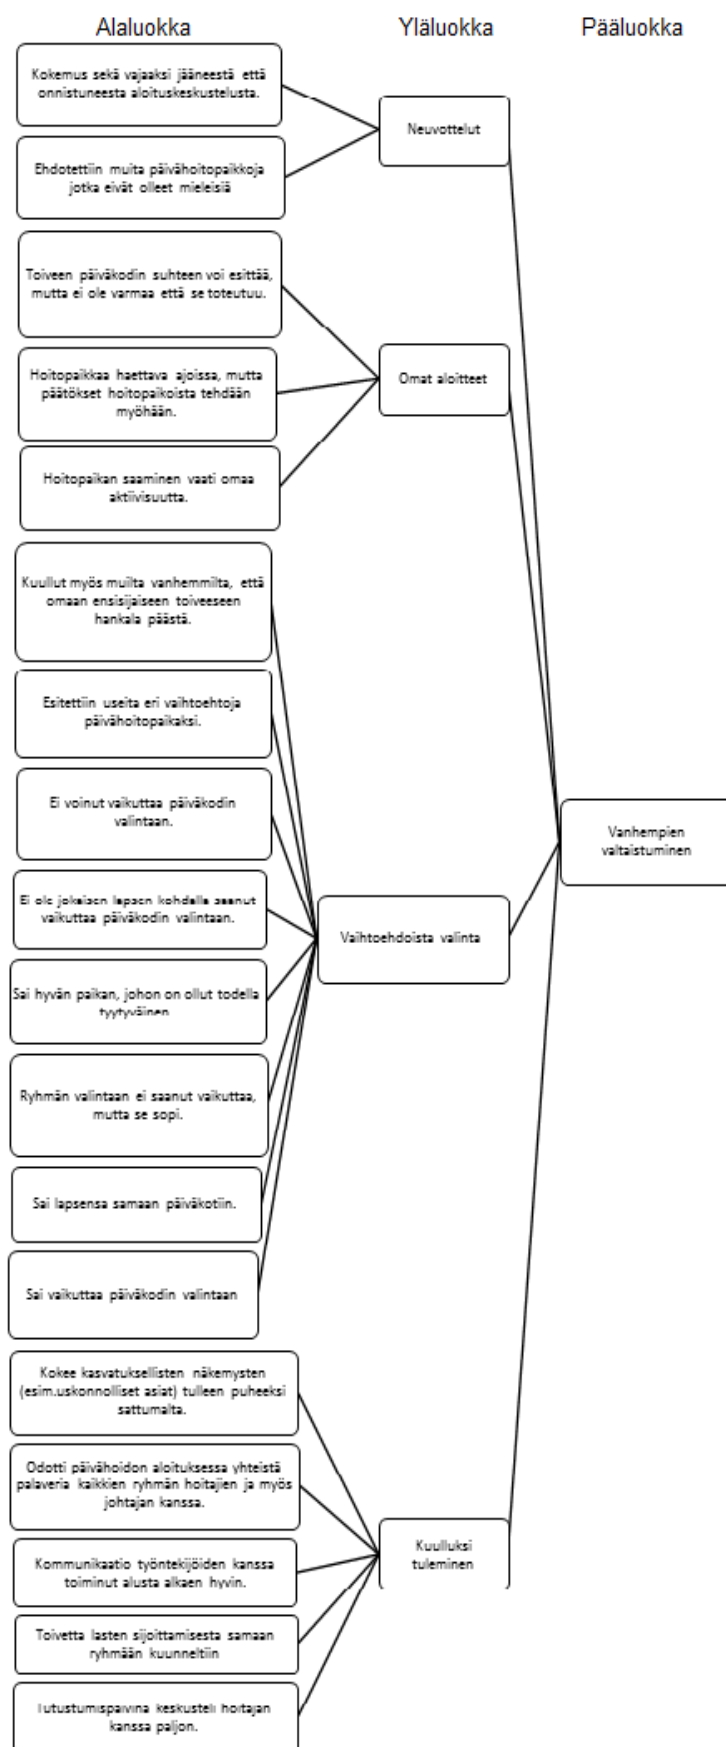 Alaluokka
Yläluokka
Pääluokka
Kokemus sekä vajaaksi jääneestä että
onnistuneesta aloituskeskustelusta.
Ehdotettiin muita päivähoitopaikkoja
jotka eivät olleet mieleisiä
Neuvottelut
Toiveen päiväkodin suhteen voi esittää,
mutta ei ole varmaa että se toteutuu.
Hoitopaikkaa haettava ajoissa, mutta
päätökset hoitopaikoista tehdään
myöhään.
Hoitopaikan saaminen vaati omaa
aktiivisuutta.
Omat aloitteet
Kuullut myös muilta vanhemmilta, että
omaan ensisijaiseen toiveeseen
hankala päästä.
Esitettiin useita eri vaihtoehtoja
päivähoitopaikaksi.
Ei voinut vaikuttaa päiväkodin
valintaan.
Ei ole jokaisen lapsen kohdalla saanut
vaikuttaa päiväkodin valintaan.
Sai hyvän paikan, johon on ollut todella
tyytyväinen
Ryhmän valintaan ei saanut vaikuttaa,
mutta se sopi.
Sai lapsensa samaan päiväkotiin.
Sai vaikuttaa päiväkodin valintaan
Vaihtoehdoista valinta
Vanhempien
valtaistuminen
Kokee kasvatuksellisten näkemysten
(esim.uskonnolliset asiat) tulleen puheeksi
sattumalta.
Odotti päivähoidon aloituksessa yhteistä
palaveria kaikkien ryhmän hoitajien ja myös
johtajan kanssa.
Kommunikaatio työntekijöiden kanssa
toiminut alusta alkaen hyvin.
Toivetta lasten sijoittamisesta samaan
ryhmään kuunneltiin
Tutustumispäivinä keskusteli hoitajan
kanssa paljon.
Kuulluksi
tuleminen